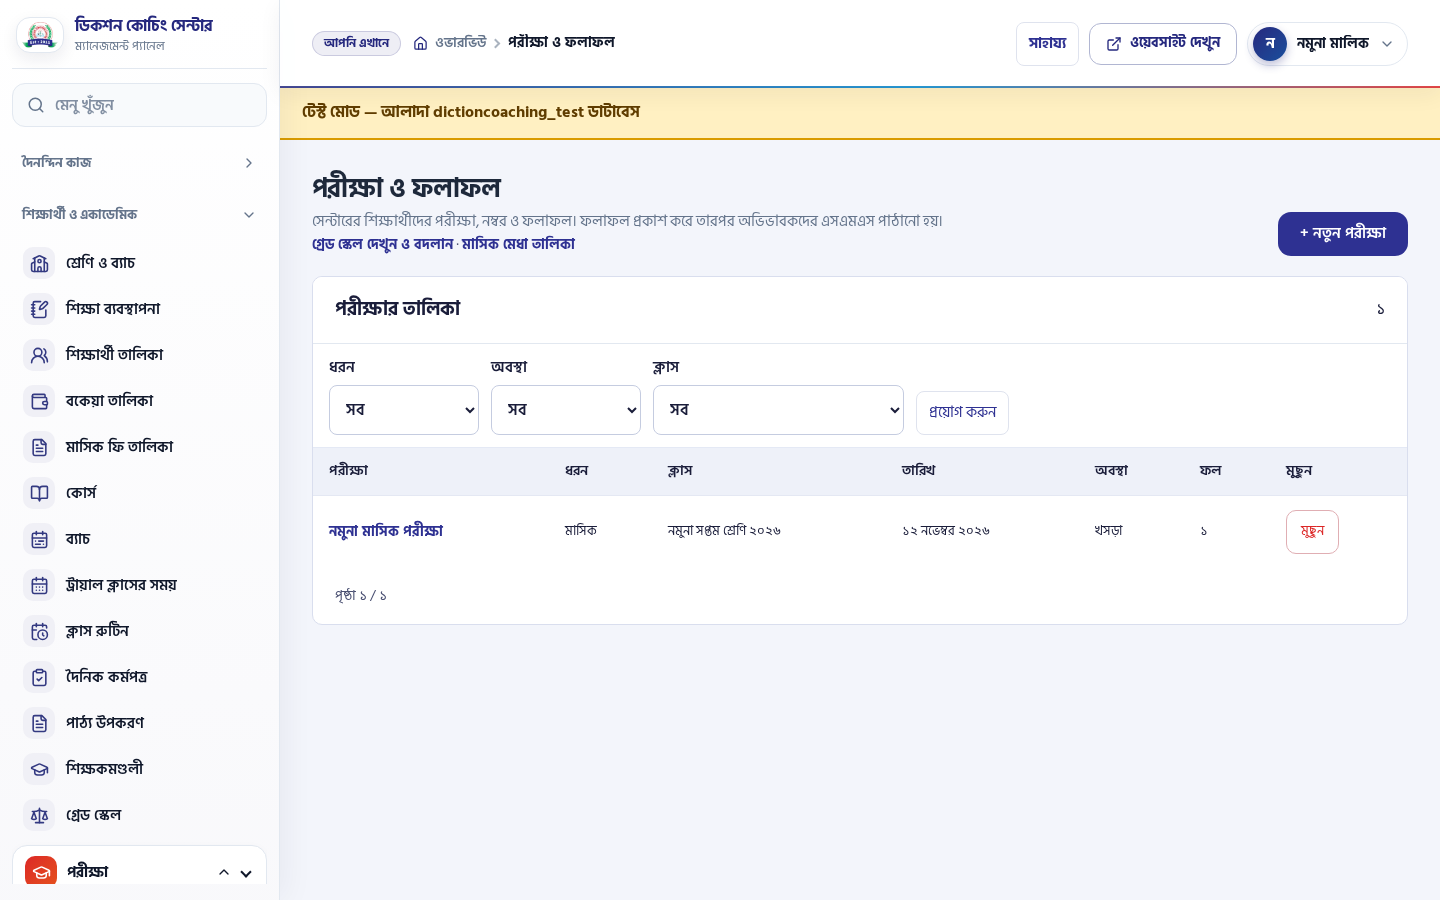 ডিকশন কোচিং সেন্টার
ম্যানেজমেন্ট প্যানেল
মেনু খুঁজুন
দৈনন্দিন কাজ
শিক্ষার্থী ও একাডেমিক
শ্রেণি ও ব্যাচ
শিক্ষা ব্যবস্থাপনা
শিক্ষার্থী তালিকা
বকেয়া তালিকা
মাসিক ফি তালিকা
কোর্স
ব্যাচ
ট্রায়াল ক্লাসের সময়
ক্লাস রুটিন
দৈনিক কর্মপত্র
পাঠ্য উপকরণ
শিক্ষকমণ্ডলী
গ্রেড স্কেল
পরীক্ষা
আপনি এখানে ওভারভিউ পরীক্ষা ও ফলাফল
সাহায্য ওয়েবসাইট দেখুন ন নমুনা মালিক
টেস্ট মোড — আলাদা dictioncoaching_test ডাটাবেস
পরীক্ষা ও ফলাফল
সেন্টারের শিক্ষার্থীদের পরীক্ষা, নম্বর ও ফলাফল। ফলাফল প্রকাশ করে তারপর অভিভাবকদের এসএমএস পাঠানো হয়।
গ্রেড স্কেল দেখুন ও বদলান · মাসিক মেধা তালিকা
+ নতুন পরীক্ষা
পরীক্ষার তালিকা ১
ধরন অবস্থা ক্লাস
সব সব সব প্রয়োগ করুন
পরীক্ষা ধরন ক্লাস তারিখ অবস্থা ফল মুছুন
নমুনা মাসিক পরীক্ষা মাসিক নমুনা সপ্তম শ্রেণি ২০২৬ ১২ নভেম্বর ২০২৬ খসড়া ১ মুছুন
পৃষ্ঠা ১ / ১